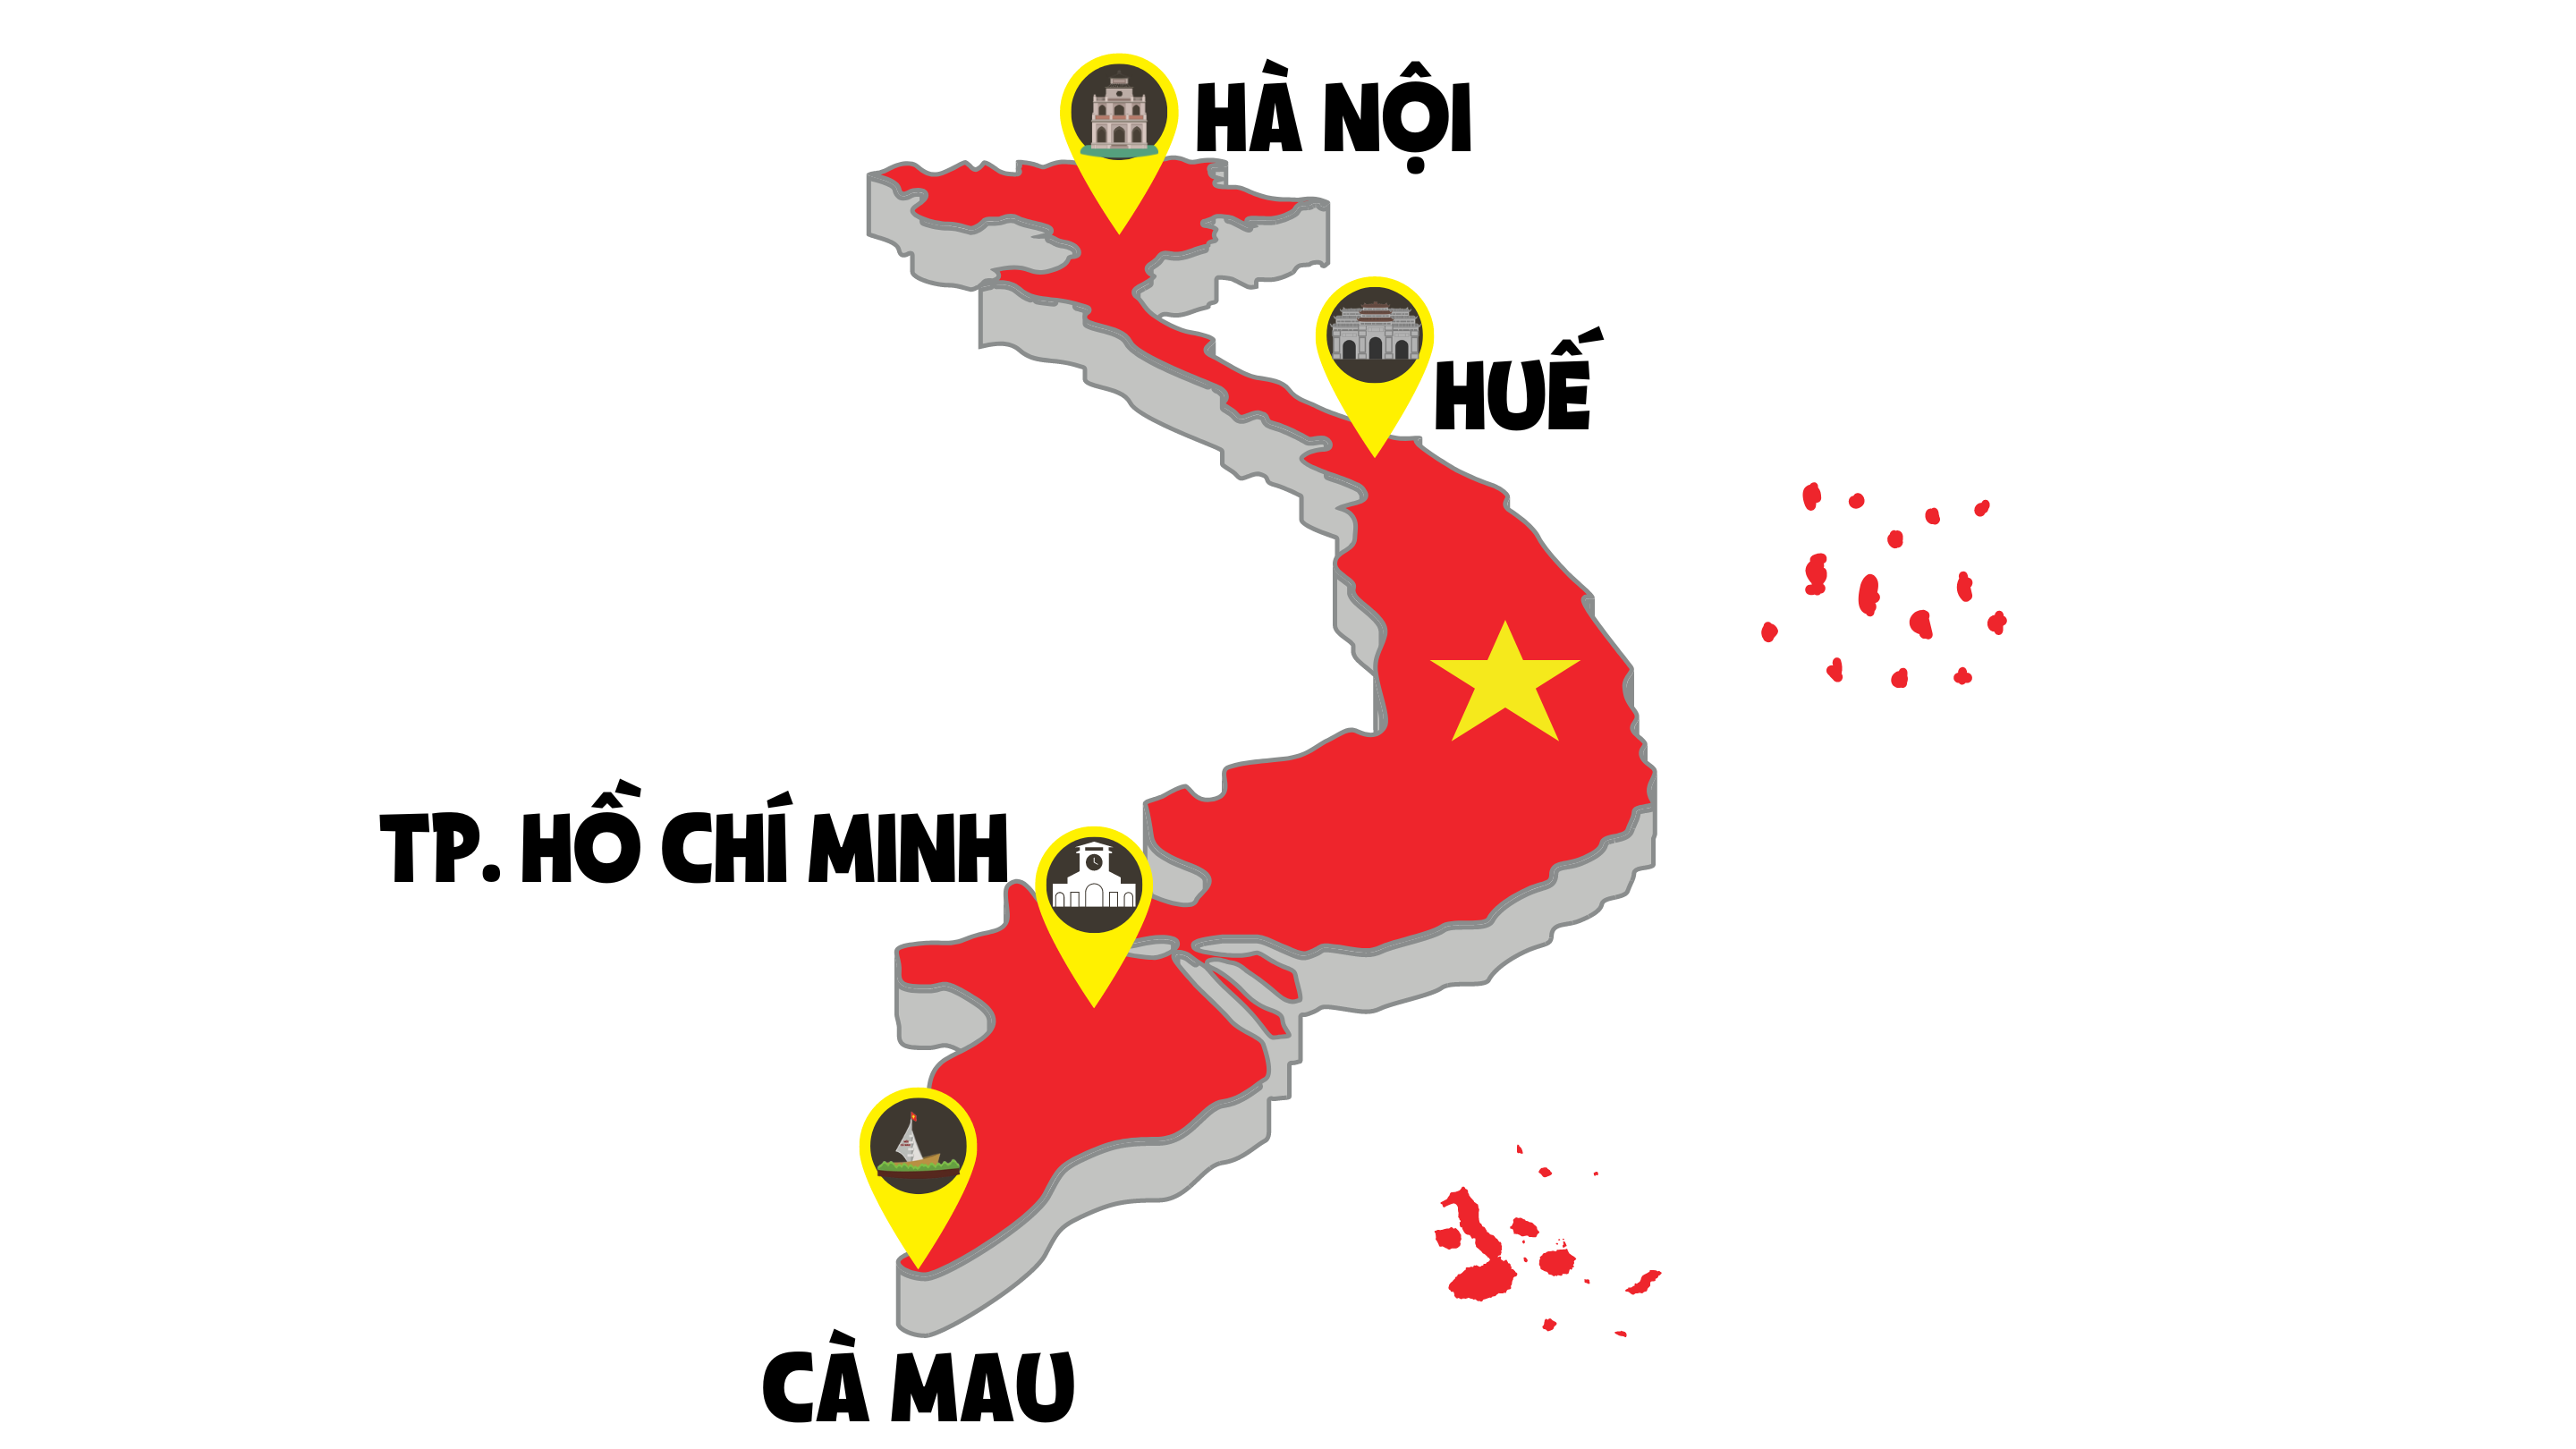 HÀ NỘI
HUẾ
TP. HỒ CHÍ MINH
CÀ MAU